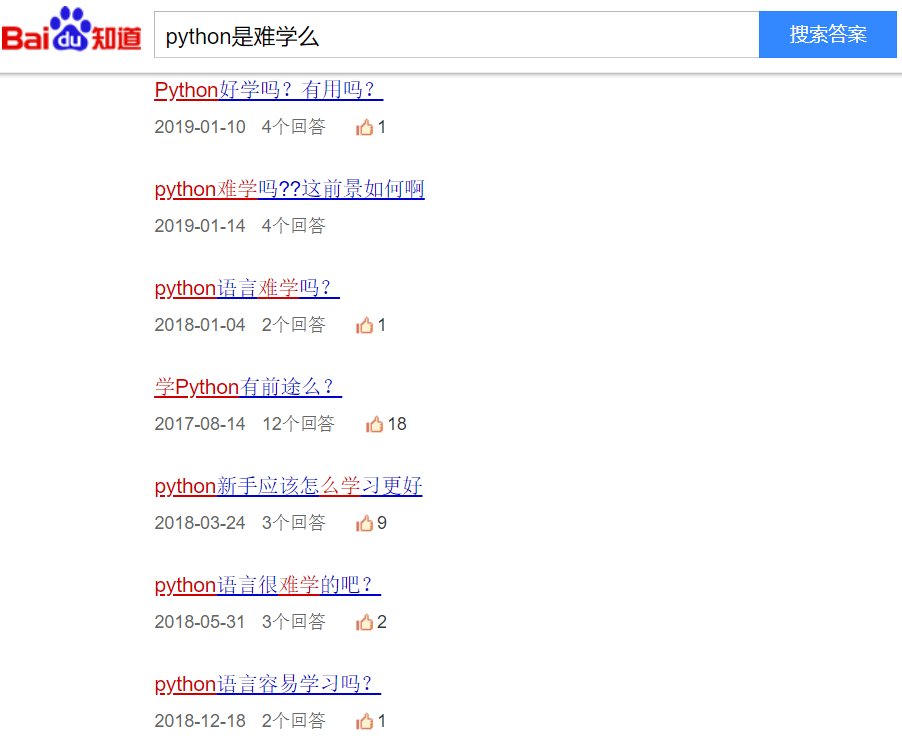 Bai du 知道 python是难学么 搜索答案
Python好学吗？有用吗？
2019-01-10 4个回答 1
python难学吗??这前景如何啊
2019-01-14 4个回答
python语言难学吗？
2018-01-04 2个回答 1
学Python有前途么？
2017-08-14 12个回答 18
python新手应该怎么学习更好
2018-03-24 3个回答 9
python语言很难学的吧？
2018-05-31 3个回答 2
python语言容易学习吗？
2018-12-18 2个回答 1